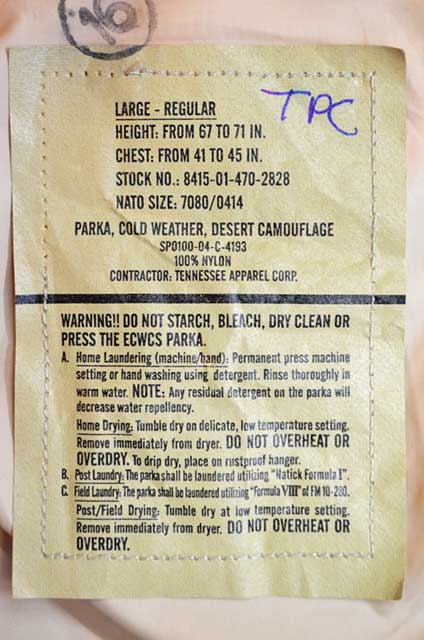 LARGE - REGULAR
TPC
HEIGHT: FROM 67 TO 71 IN.
CHEST: FROM 41 TO 45 IN.
STOCK NO.: 8415-01-470-2828
NATO SIZE: 7080/0414
PARKA, COLD WEATHER, DESERT CAMOUFLAGE
SPO100-04-C-4193
100% NYLON
CONTRACTOR: TENNESSEE APPAREL CORP.
WARNING!! DO NOT STARCH, BLEACH, DRY CLEAN OR
PRESS THE ECWCS PARKA.
A. Home Laundering (machine/hand): Permanent press machine
setting or hand washing using detergent. Rinse thoroughly in
warm water. NOTE: Any residual detergent on the parka will
decrease water repellency.
Home Drying: Tumble dry on delicate, low temperature setting.
Remove immediately from dryer. DO NOT OVERHEAT OR
OVERDRY. To drip dry, place on rustproof hanger.
B. Post Laundry: The parka shall be laundered utilizing "Natick Formula I".
C. Field Laundry: The parka shall be laundered utilizing "Formula VIII" of FM 10-280.
Post/Field Drying: Tumble dry at low temperature setting.
Remove immediately from dryer. DO NOT OVERHEAT OR
OVERDRY.